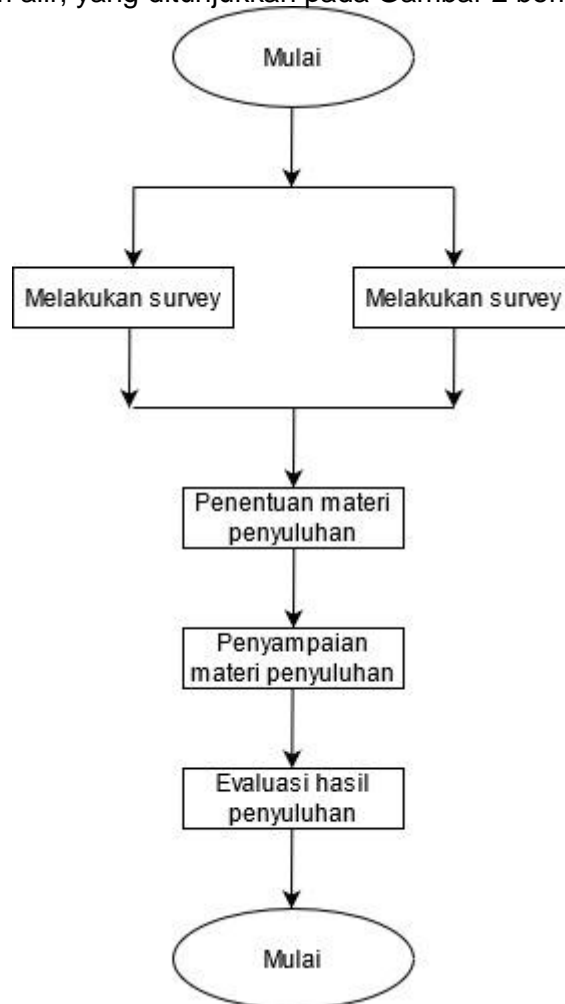 alir, yang ditunjukkan pada Gambar 2
Mulai
Melakukan survey
Melakukan survey
Penentuan materi
penyuluhan
Penyampaian
materi penyuluhan
Evaluasi hasil
penyuluhan
Mulai